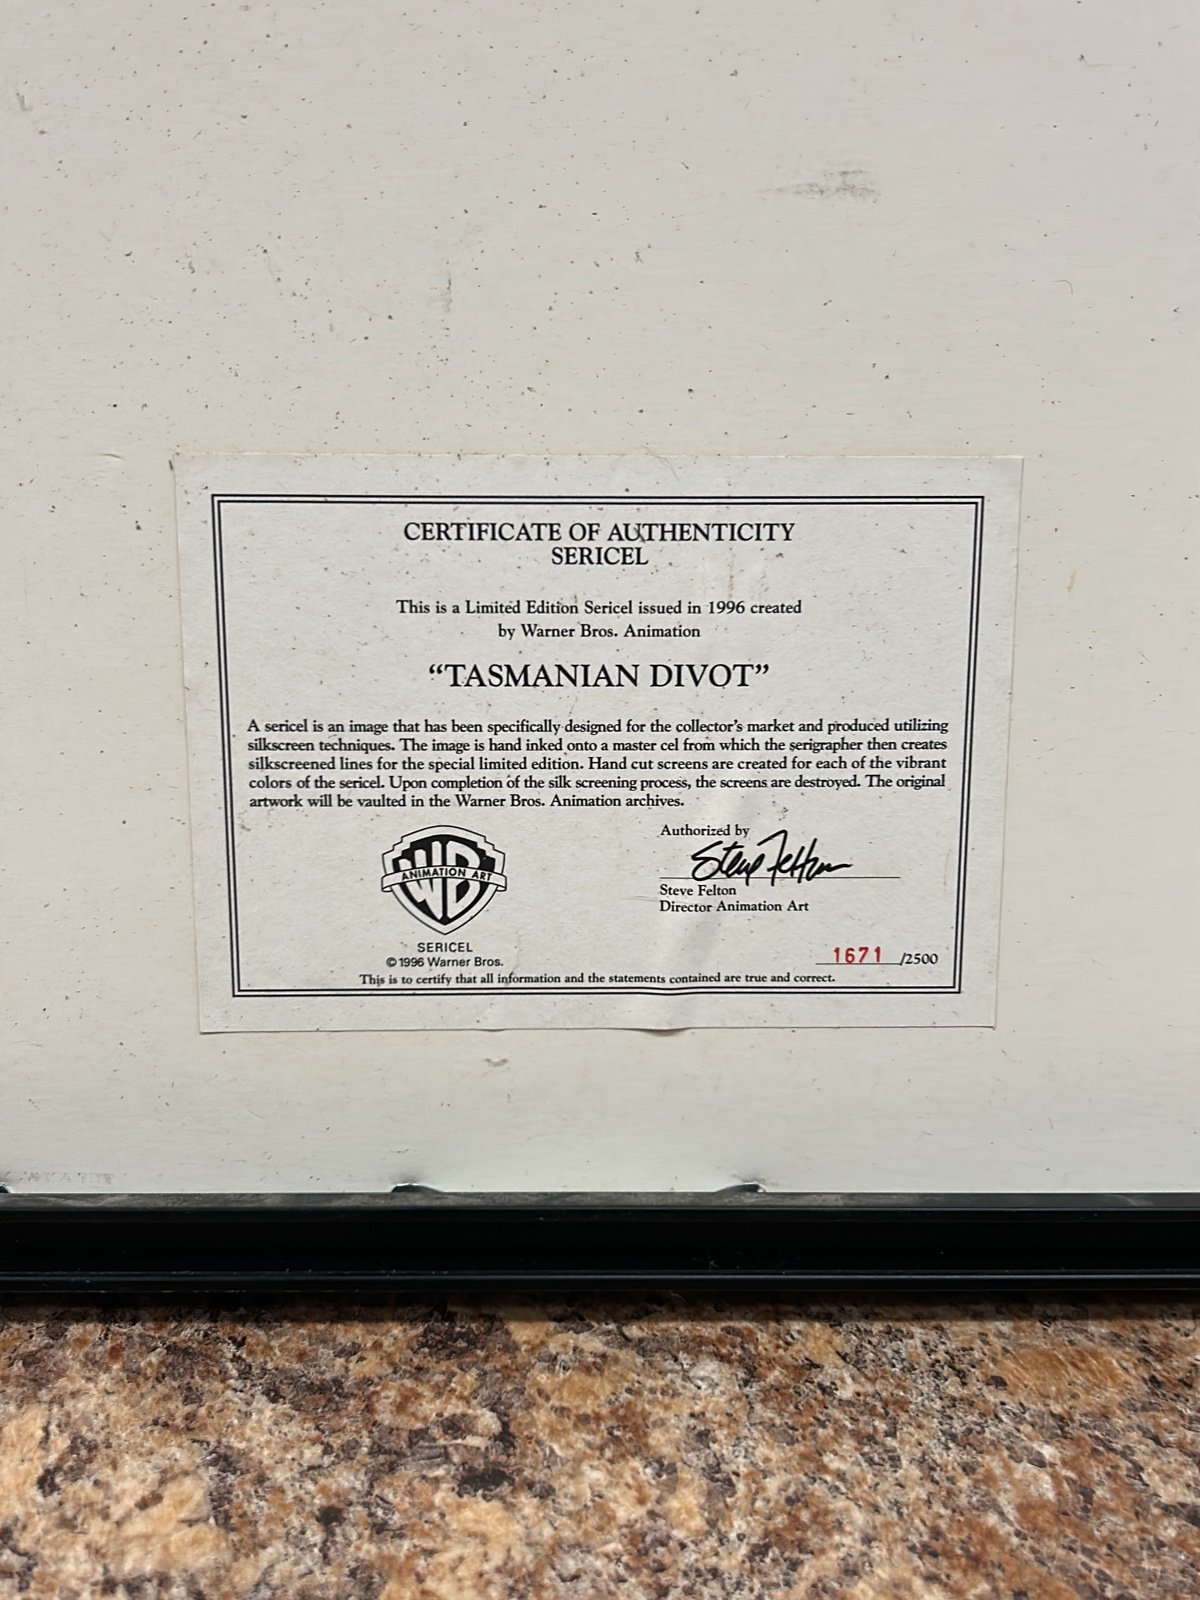 CERTIFICATE OF AUTHENTICITY
SERICEL
This is a Limited Edition Sericel issued in 1996 created
by Warner Bros. Animation
“TASMANIAN DIVOT”
A sericel is an image that has been specifically designed for the collector’s market and produced utilizing
silkscreen techniques. The image is hand inked onto a master cel from which the serigrapher then creates
silkscreened lines for the special limited edition. Hand cut screens are created for each of the vibrant
colors of the sericel. Upon completion of the silk screening process, the screens are destroyed. The original
artwork will be vaulted in the Warner Bros. Animation archives.
WB
ANIMATION ART
SERICEL
© 1996 Warner Bros.
Authorized by
Steve Felton
Steve Felton
Director Animation Art
1671 /2500
This is to certify that all information and the statements contained are true and correct.